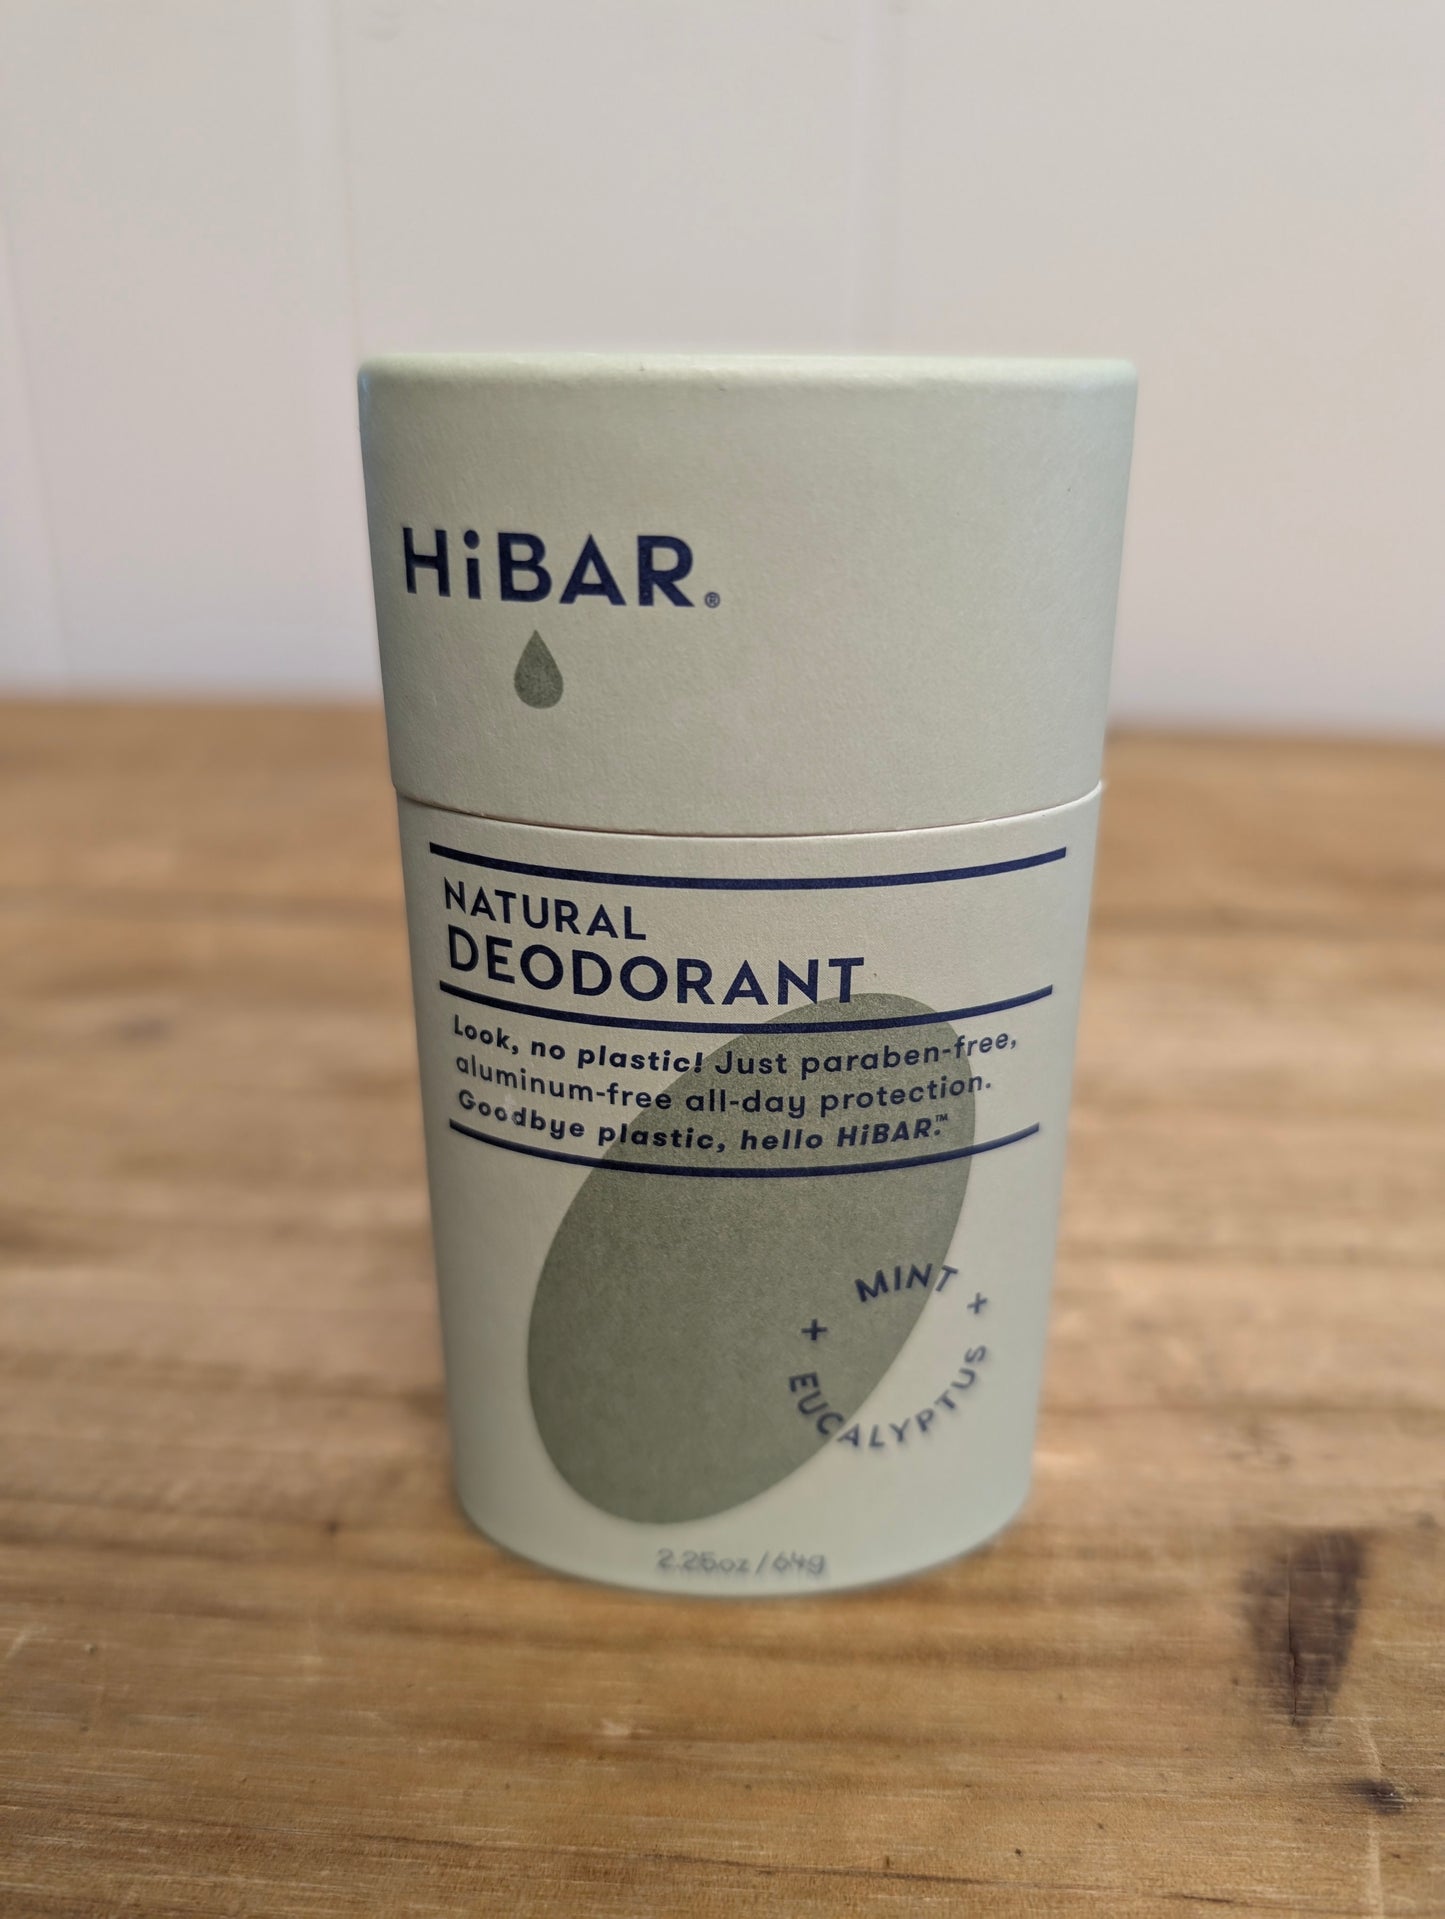 HiBAR.®
NATURAL
DEODORANT
Look, no plastic! Just paraben-free,
aluminum-free all-day protection.
Goodbye plastic, hello HiBAR.™
MINT +
+ EUCALYPTUS
2.25oz / 64g